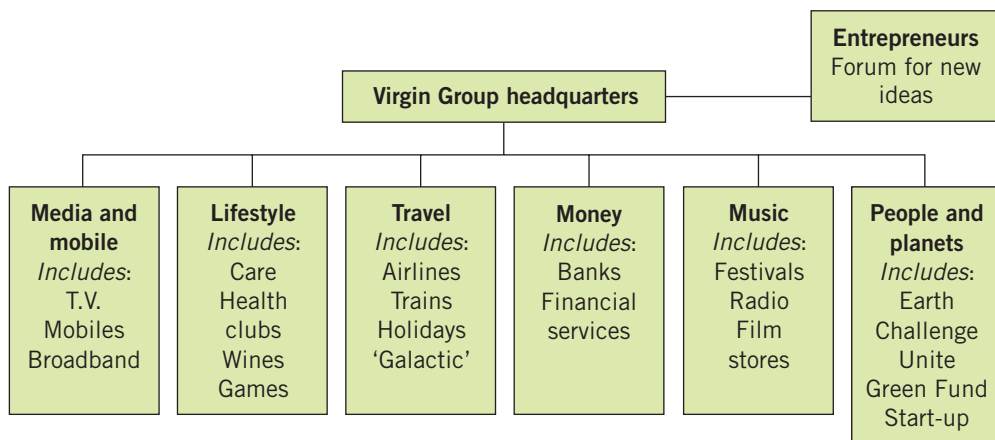 Entrepreneurs
Forum for new
ideas
Virgin Group headquarters
Media and
mobile
Includes:
T.V.
Mobiles
Broadband
Lifestyle
Includes:
Care
Health
clubs
Wines
Games
Travel
Includes:
Airlines
Trains
Holidays
‘Galactic’
Money
Includes:
Banks
Financial
services
Music
Includes:
Festivals
Radio
Film
stores
People and
planets
Includes:
Earth
Challenge
Unite
Green Fund
Start-up